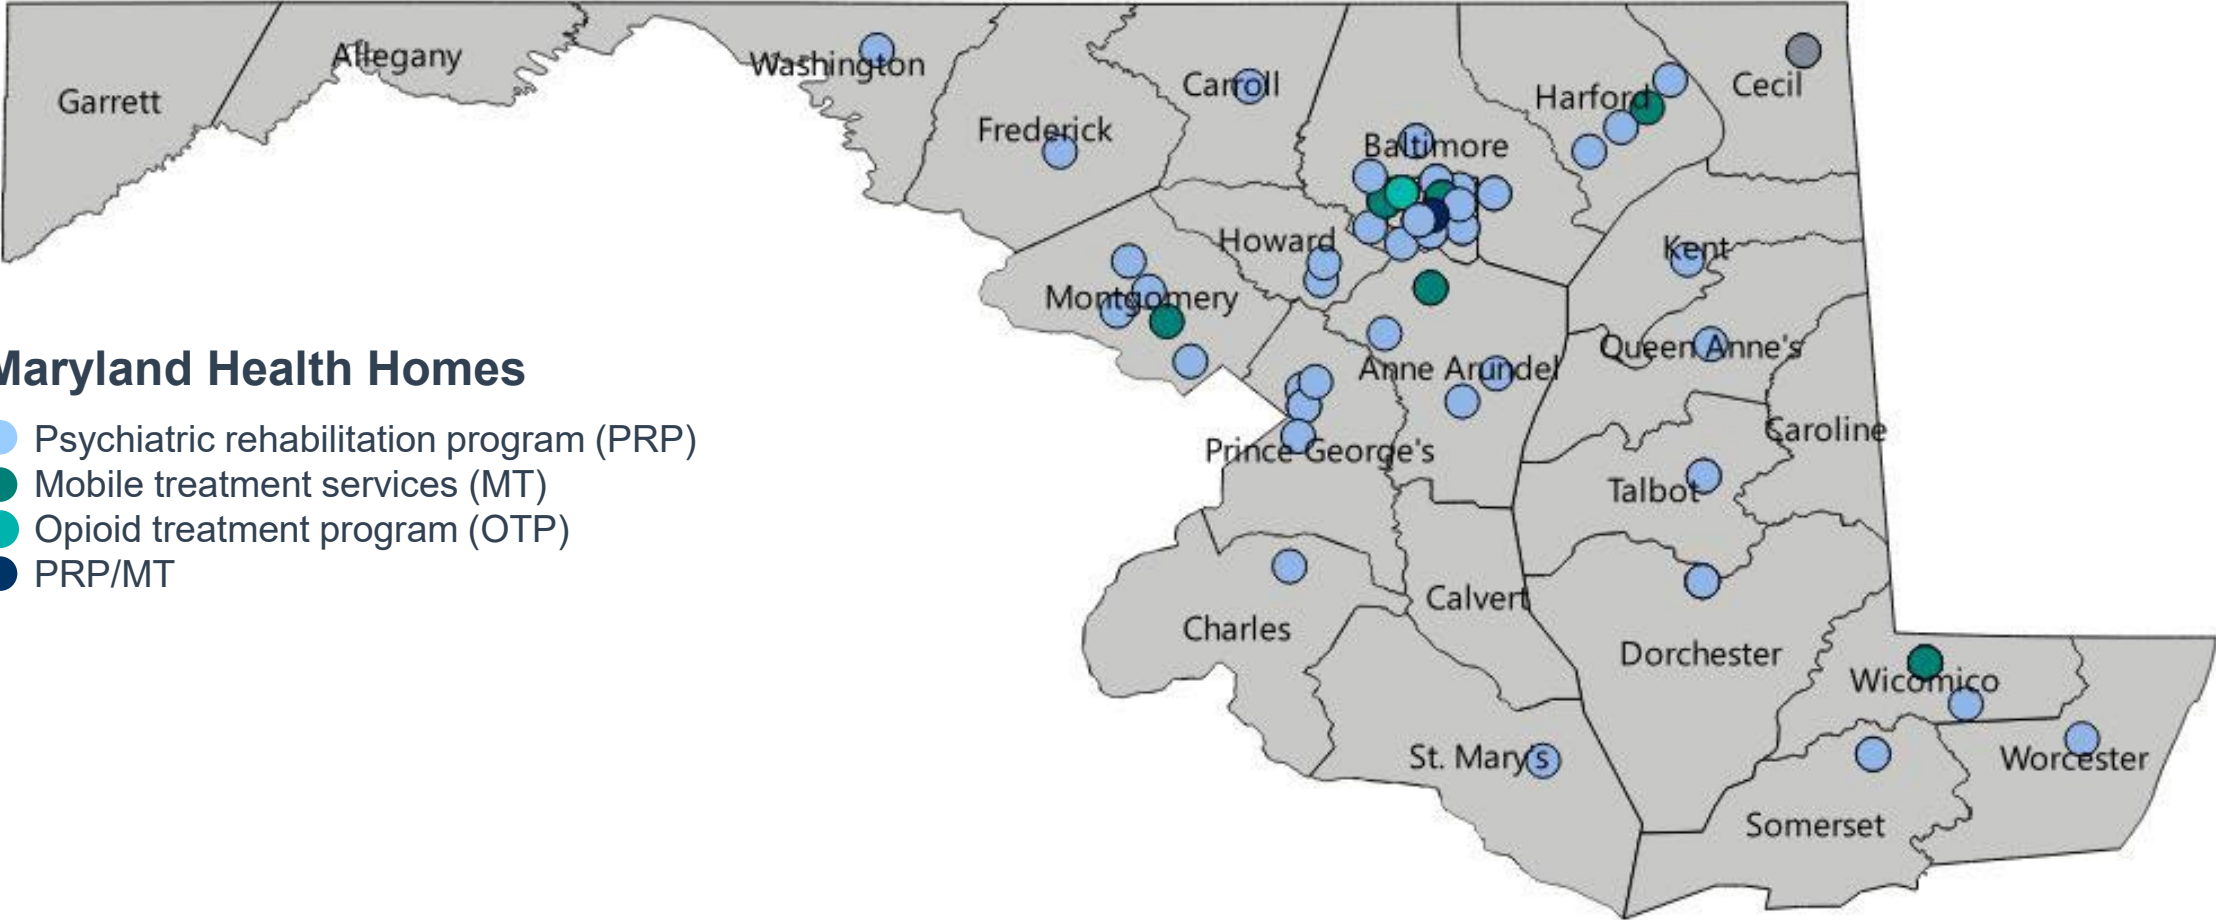 Allegany
Washington
Garrett
Carroll
Harford
Cecil
Frederick
Baltimore
Howard
Kent
Montgomery
Queen Anne's
Anne Arundel
Maryland Health Homes
Psychiatric rehabilitation program (PRP)
Mobile treatment services (MT)
Opioid treatment program (OTP)
PRP/MT
Caroline
Prince George's
Talbot
Calvert
Charles
Dorchester
Wicomico
St. Mary's
Worcester
Somerset